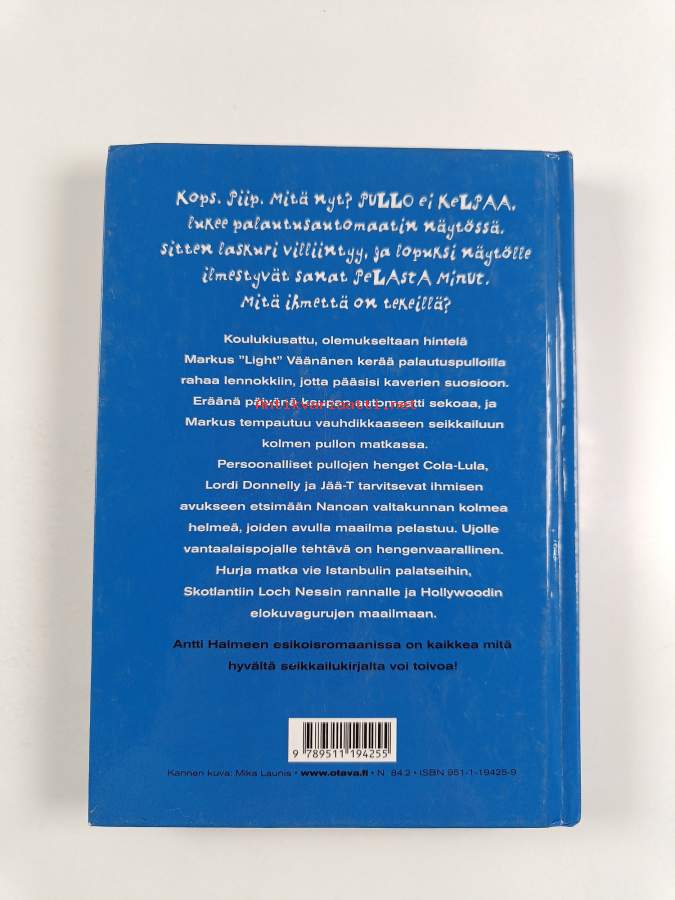 Kops. Piip. Mitä nyt? PULLO ei KELPAA,
lukee palautusautomaatin näytössä,
sitten laskuri villiintyy, ja lopuksi näytölle
ilmestyvät sanat PELASTA Minut.
Mitä ihmettä on tekeillä?
Koulukiusattu, olemukseltaan hintelä
Markus ”Light” Väänänen kerää palautuspulloilla
rahaa lennokkiin, jotta pääsisi kaverien suosioon.
Eräänä päivänä kaupan automaatti sekoaa, ja
Antikvariaatti.net
Markus tempautuu vauhdikkaaseen seikkailuun
kolmen pullon matkassa.
Persoonalliset pullojen henget Cola-Lula,
Lordi Donnelly ja Jää-T tarvitsevat ihmisen
avukseen etsimään Nanoan valtakunnan kolmea
helmeä, joiden avulla maailma pelastuu. Ujolle
vantaalaispojalle tehtävä on hengenvaarallinen.
Hurja matka vie Istanbulin palatseihin,
Skotlantiin Loch Nessin rannalle ja Hollywoodin
elokuvagurujen maailmaan.
Antti Halmeen esikoisromaanissa on kaikkea mitä
hyvältä seikkailukirjalta voi toivoa!
9 789511 194255
Kannen kuva: Mika Launis • www.otava.fi • N 84.2 • ISBN 951-1-19425-9